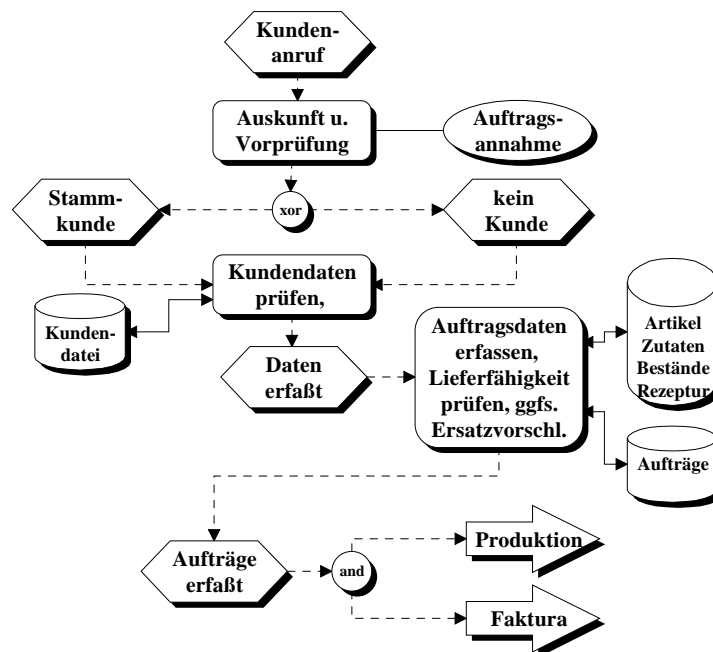 Kunden-
anruf
Auskunft u.
Vorprüfung
Auftrags-
annahme
Stamm-
kunde
xor
kein
Kunde
Kundendaten
prüfen,
Kunden-
datei
Daten
erfaßt
Auftragsdaten
erfassen,
Lieferfähigkeit
prüfen, ggfs.
Ersatzvorschl.
Artikel
Zutaten
Bestände
Rezeptur
Aufträge
Aufträge
erfaßt
and
Produktion
Faktura